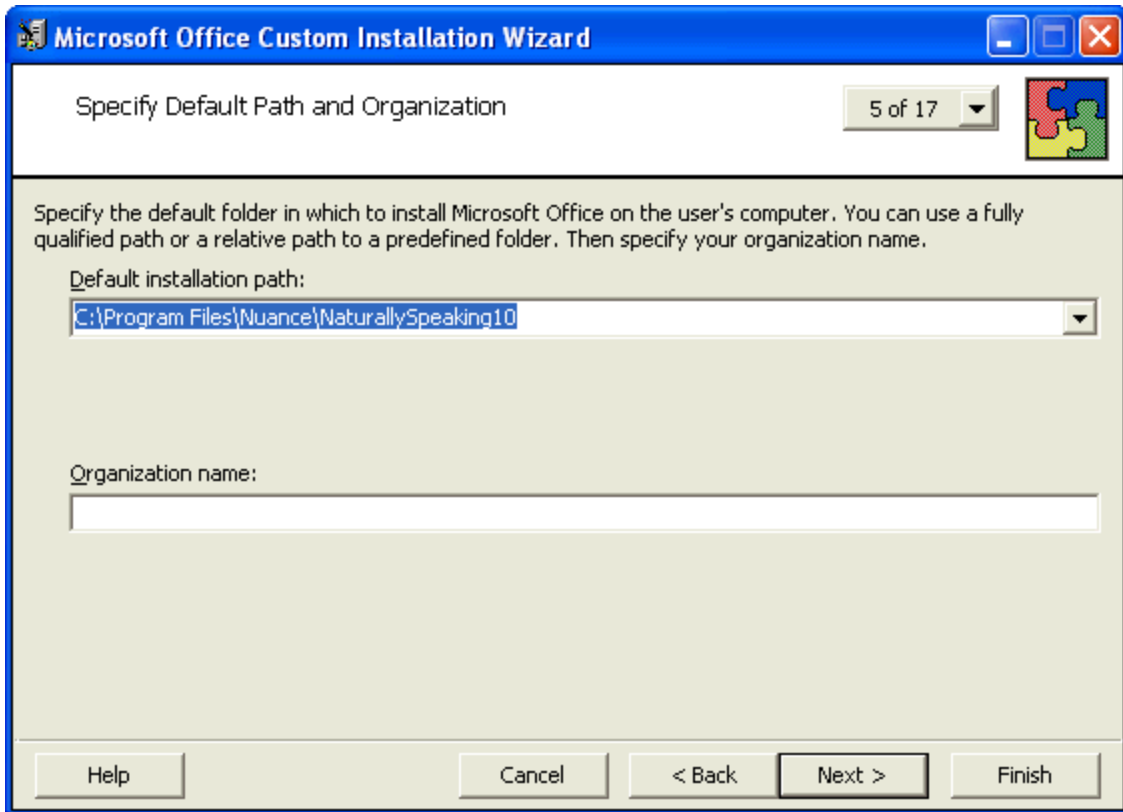 Microsoft Office Custom Installation Wizard
Specify Default Path and Organization
5 of 17
Specify the default folder in which to install Microsoft Office on the user's computer. You can use a fully
qualified path or a relative path to a predefined folder. Then specify your organization name.
Default installation path:
C:\Program Files\Nuance\NaturallySpeaking10
Organization name:
Help
Cancel
< Back
Next >
Finish